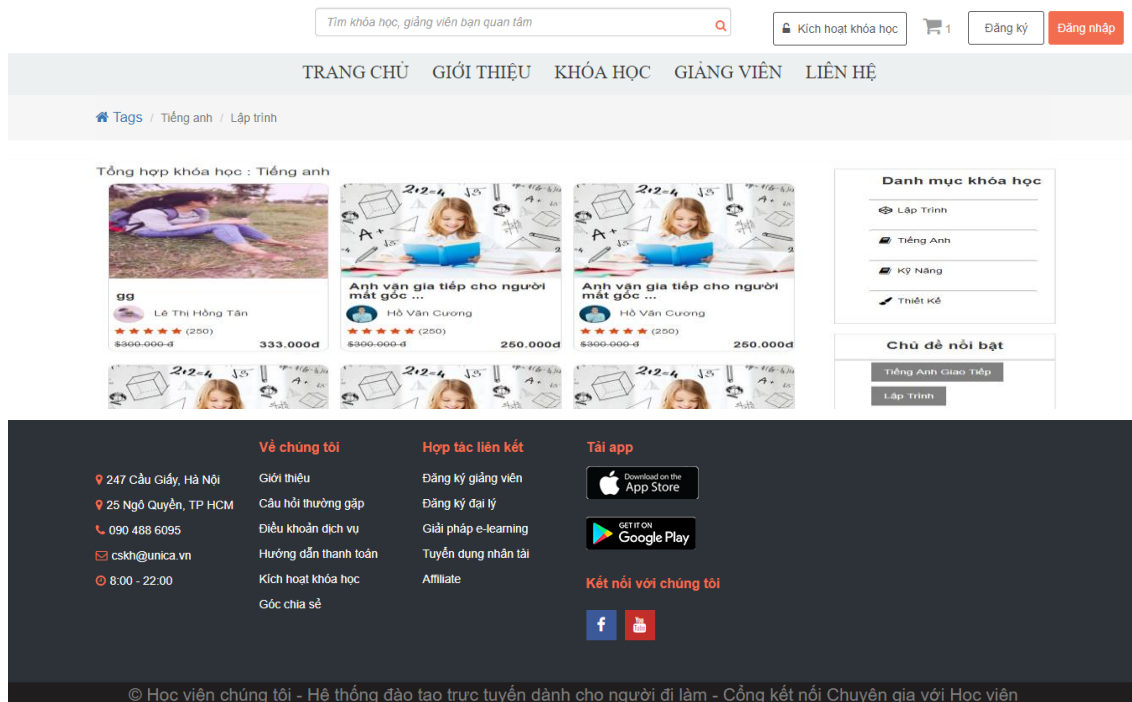 Tìm khóa học, giảng viên bạn quan tâm
Kích hoạt khóa học
1
Đăng ký
Đăng nhập
TRANG CHỦ GIỚI THIỆU KHÓA HỌC GIẢNG VIÊN LIÊN HỆ
Tags / Tiếng anh / Lập trình
Tổng hợp khóa học : Tiếng anh
gg
Lê Thị Hồng Tân
(250)
300.000 đ 333.000đ
Anh văn gia tiếp cho người
mất gốc ...
Hồ Văn Cương
(250)
300.000 đ 250.000đ
Anh văn gia tiếp cho người
mất gốc ...
Hồ Văn Cương
(250)
300.000 đ 250.000đ
Danh mục khóa học
Lập Trình
Tiếng Anh
Kỹ Năng
Thiết Kế
Chủ đề nổi bật
Tiếng Anh Giao Tiếp
Lập Trình
247 Cầu Giấy, Hà Nội
25 Ngô Quyền, TP HCM
090 488 6095
cskh@unica.vn
8:00 - 22:00
Về chúng tôi
Giới thiệu
Câu hỏi thường gặp
Điều khoản dịch vụ
Hướng dẫn thanh toán
Kích hoạt khóa học
Góc chia sẻ
Hợp tác liên kết
Đăng ký giảng viên
Đăng ký đại lý
Giải pháp e-learning
Tuyển dụng nhân tài
Affiliate
Tải app
Download on the
App Store
GET IT ON
Google Play
Kết nối với chúng tôi
© Học viện chúng tôi - Hệ thống đào tạo trực tuyến dành cho người đi làm - Cổng kết nối Chuyên gia với Học viên